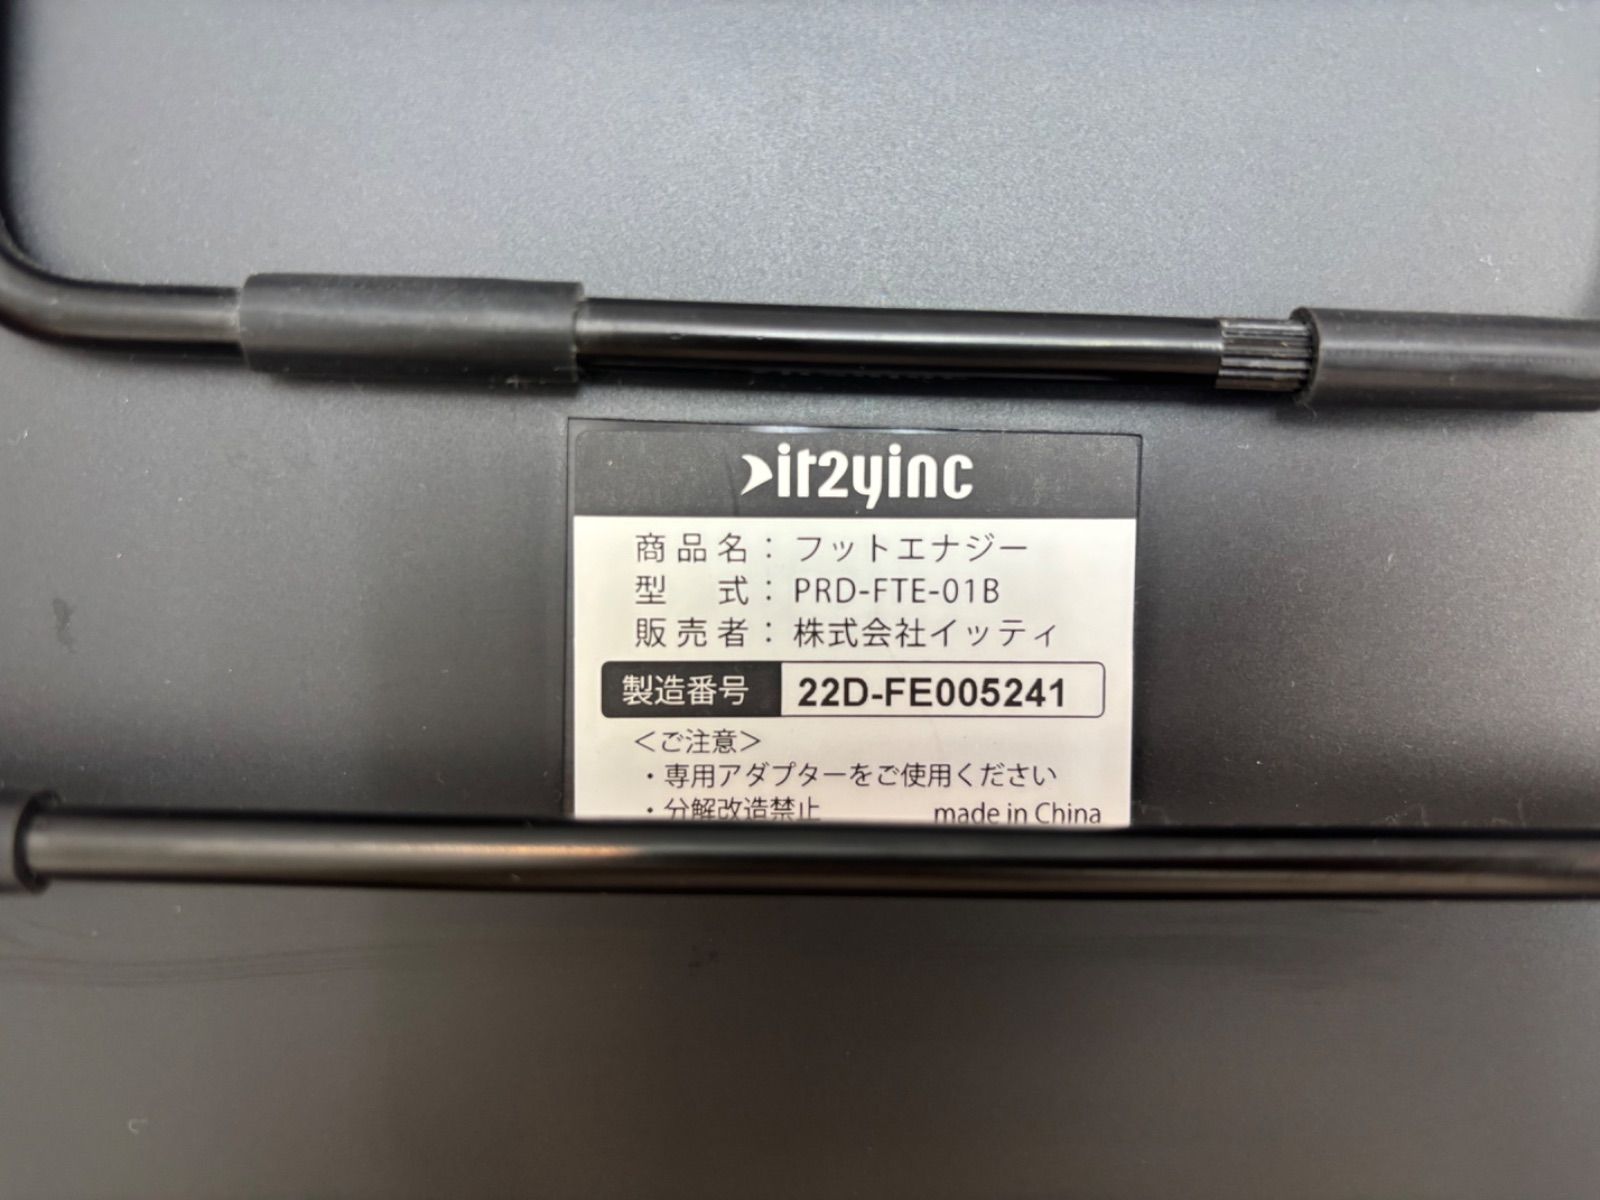 it2yinc
商品名：フットエナジー
型　式：PRD-FTE-01B
販売者：株式会社イッティ
製造番号 22D-FE005241
＜ご注意＞
・専用アダプターをご使用ください
・分解改造禁止 made in China